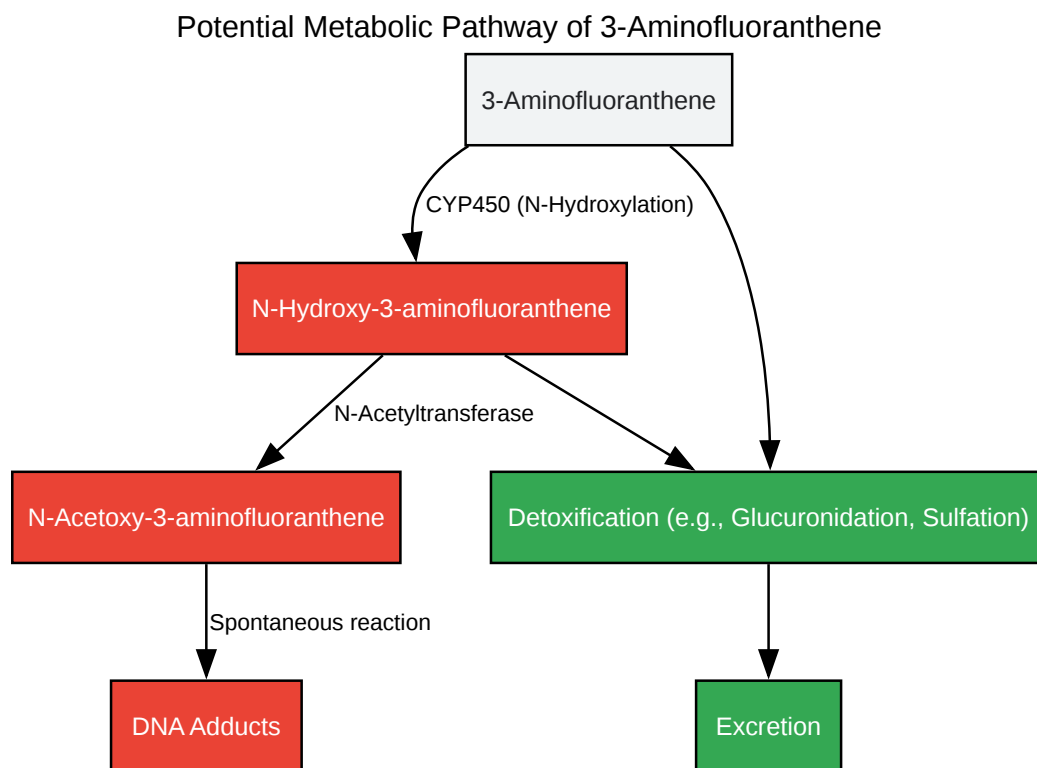 Potential Metabolic Pathway of 3-Aminofluoranthene
3-Aminofluoranthene
CYP450 (N-Hydroxylation)
N-Hydroxy-3-aminofluoranthene
N-Acetyltransferase
N-Acetoxy-3-aminofluoranthene
Detoxification (e.g., Glucuronidation, Sulfation)
Spontaneous reaction
DNA Adducts
Excretion